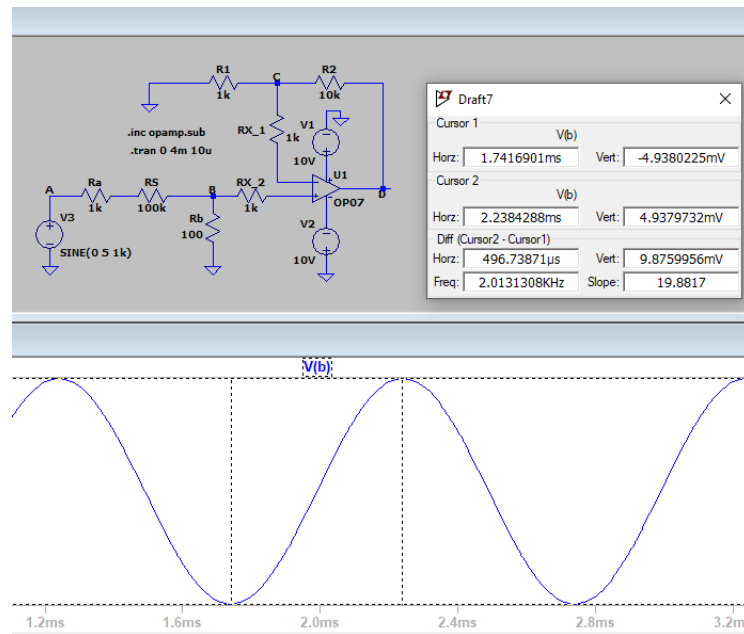 R1
1k
C
R2
10k
.inc opamp.sub
.tran 0 4m 10u
RX_1
1k
V1
10V
U1
OP07
D
A
Ra
1k
RS
100k
B
RX_2
1k
V3
SINE(0 5 1k)
Rb
100
V2
10V
Draft7
Cursor 1
V(b)
Horz: 1.7416901ms Vert: -4.9380225mV
Cursor 2
V(b)
Horz: 2.2384288ms Vert: 4.9379732mV
Diff (Cursor2 - Cursor1)
Horz: 496.73871µs Vert: 9.8759956mV
Freq: 2.0131308KHz Slope: 19.8817
V(b)
1.2ms 1.6ms 2.0ms 2.4ms 2.8ms 3.2m